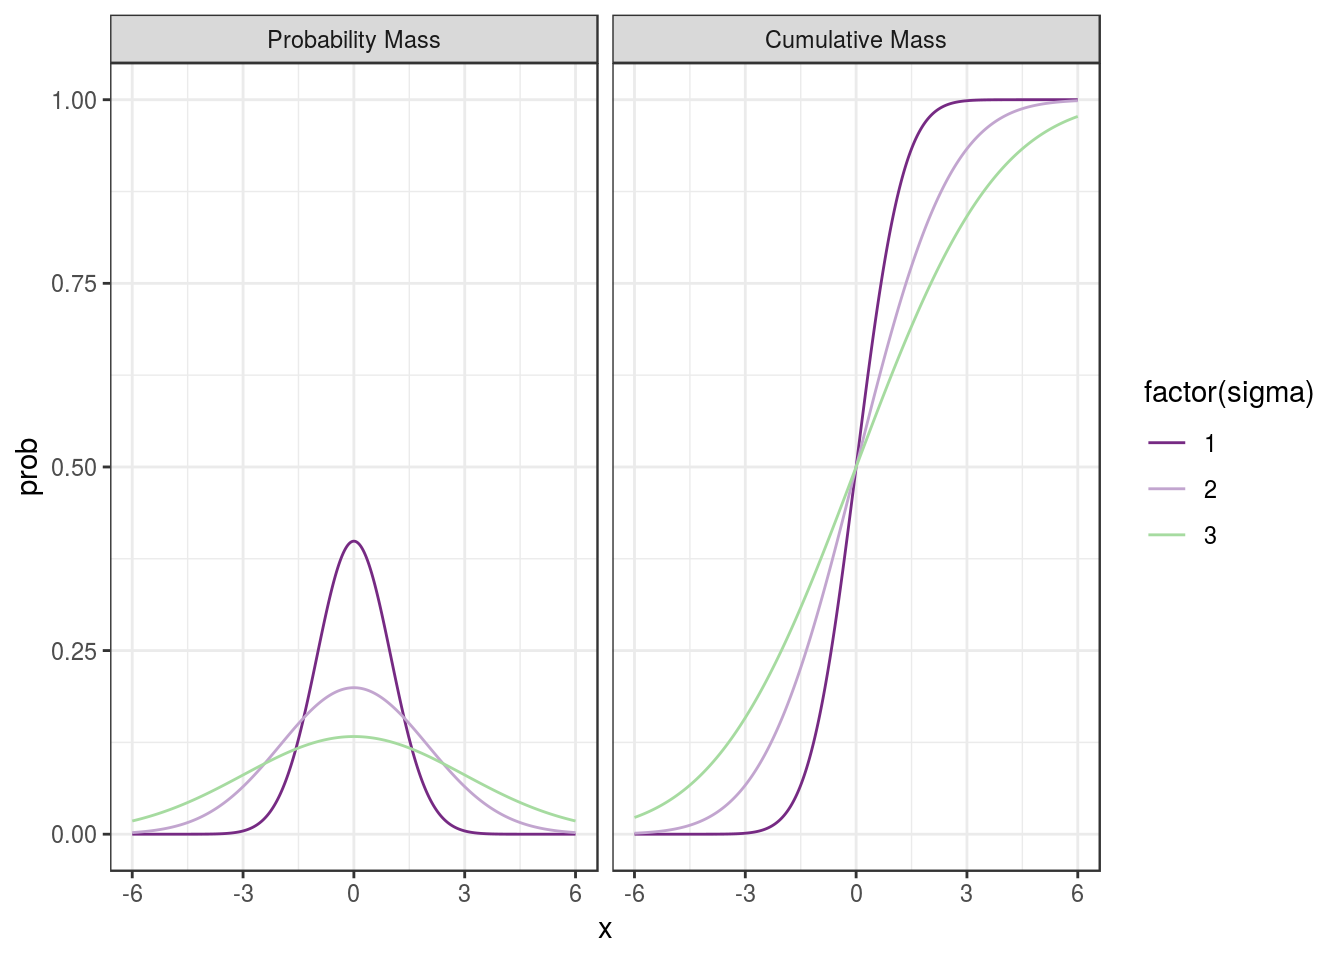 Probability Mass
Cumulative Mass
1.00
0.75
0.50
0.25
0.00
prob
-6 -3 0 3 6
-6 -3 0 3 6
x
factor(sigma)
1
2
3